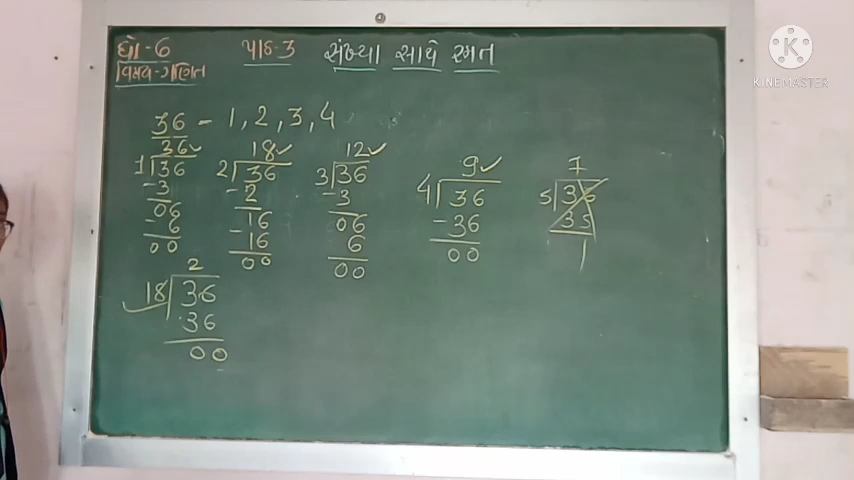 ધો-6 પાઠ-3 સંખ્યા સાથે રમત
વિષય-ગણિત
KINEMASTER
36 - 1, 2, 3, 4
36✓ 18✓ 12✓ 9✓ 7
1)36 2)36 3)36 4)36 5)36
-3 -2 -3 -36 35
06 16 06 00 1
-6 -16 6
00 00 00
2
18)36
36
00